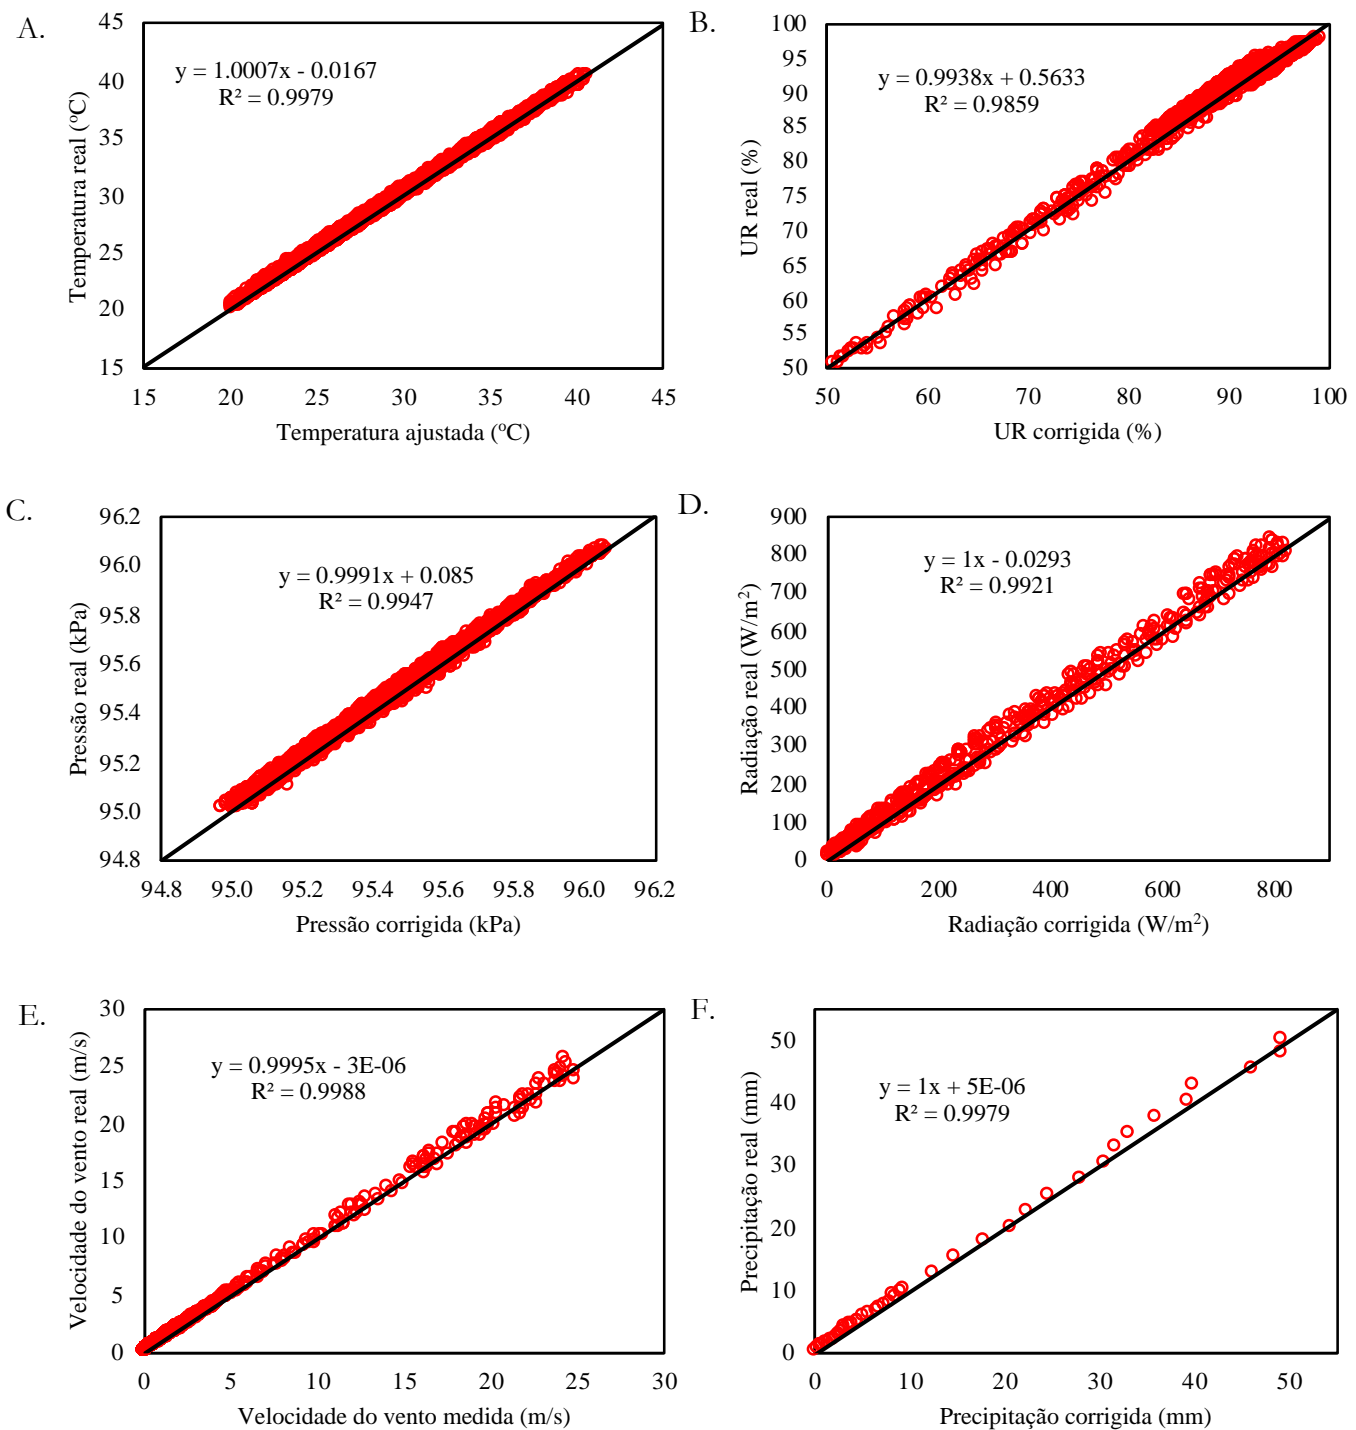 A.
45
40
35
30
25
20
15
Temperatura real (ºC)
y = 1.0007x - 0.0167
R² = 0.9979
15 20 25 30 35 40 45
Temperatura ajustada (ºC)
B.
100
95
90
85
80
75
70
65
60
55
50
UR real (%)
y = 0.9938x + 0.5633
R² = 0.9859
50 60 70 80 90 100
UR corrigida (%)
C.
96.2
96.0
95.8
95.6
95.4
95.2
95.0
94.8
Pressão real (kPa)
y = 0.9991x + 0.085
R² = 0.9947
94.8 95.0 95.2 95.4 95.6 95.8 96.0 96.2
Pressão corrigida (kPa)
D.
900
800
700
600
500
400
300
200
100
0
Radiação real (W/m²)
y = 1x - 0.0293
R² = 0.9921
0 200 400 600 800
Radiação corrigida (W/m²)
E.
30
25
20
15
10
5
0
Velocidade do vento real (m/s)
y = 0.9995x - 3E-06
R² = 0.9988
0 5 10 15 20 25 30
Velocidade do vento medida (m/s)
F.
50
40
30
20
10
0
Precipitação real (mm)
y = 1x + 5E-06
R² = 0.9979
0 10 20 30 40 50
Precipitação corrigida (mm)